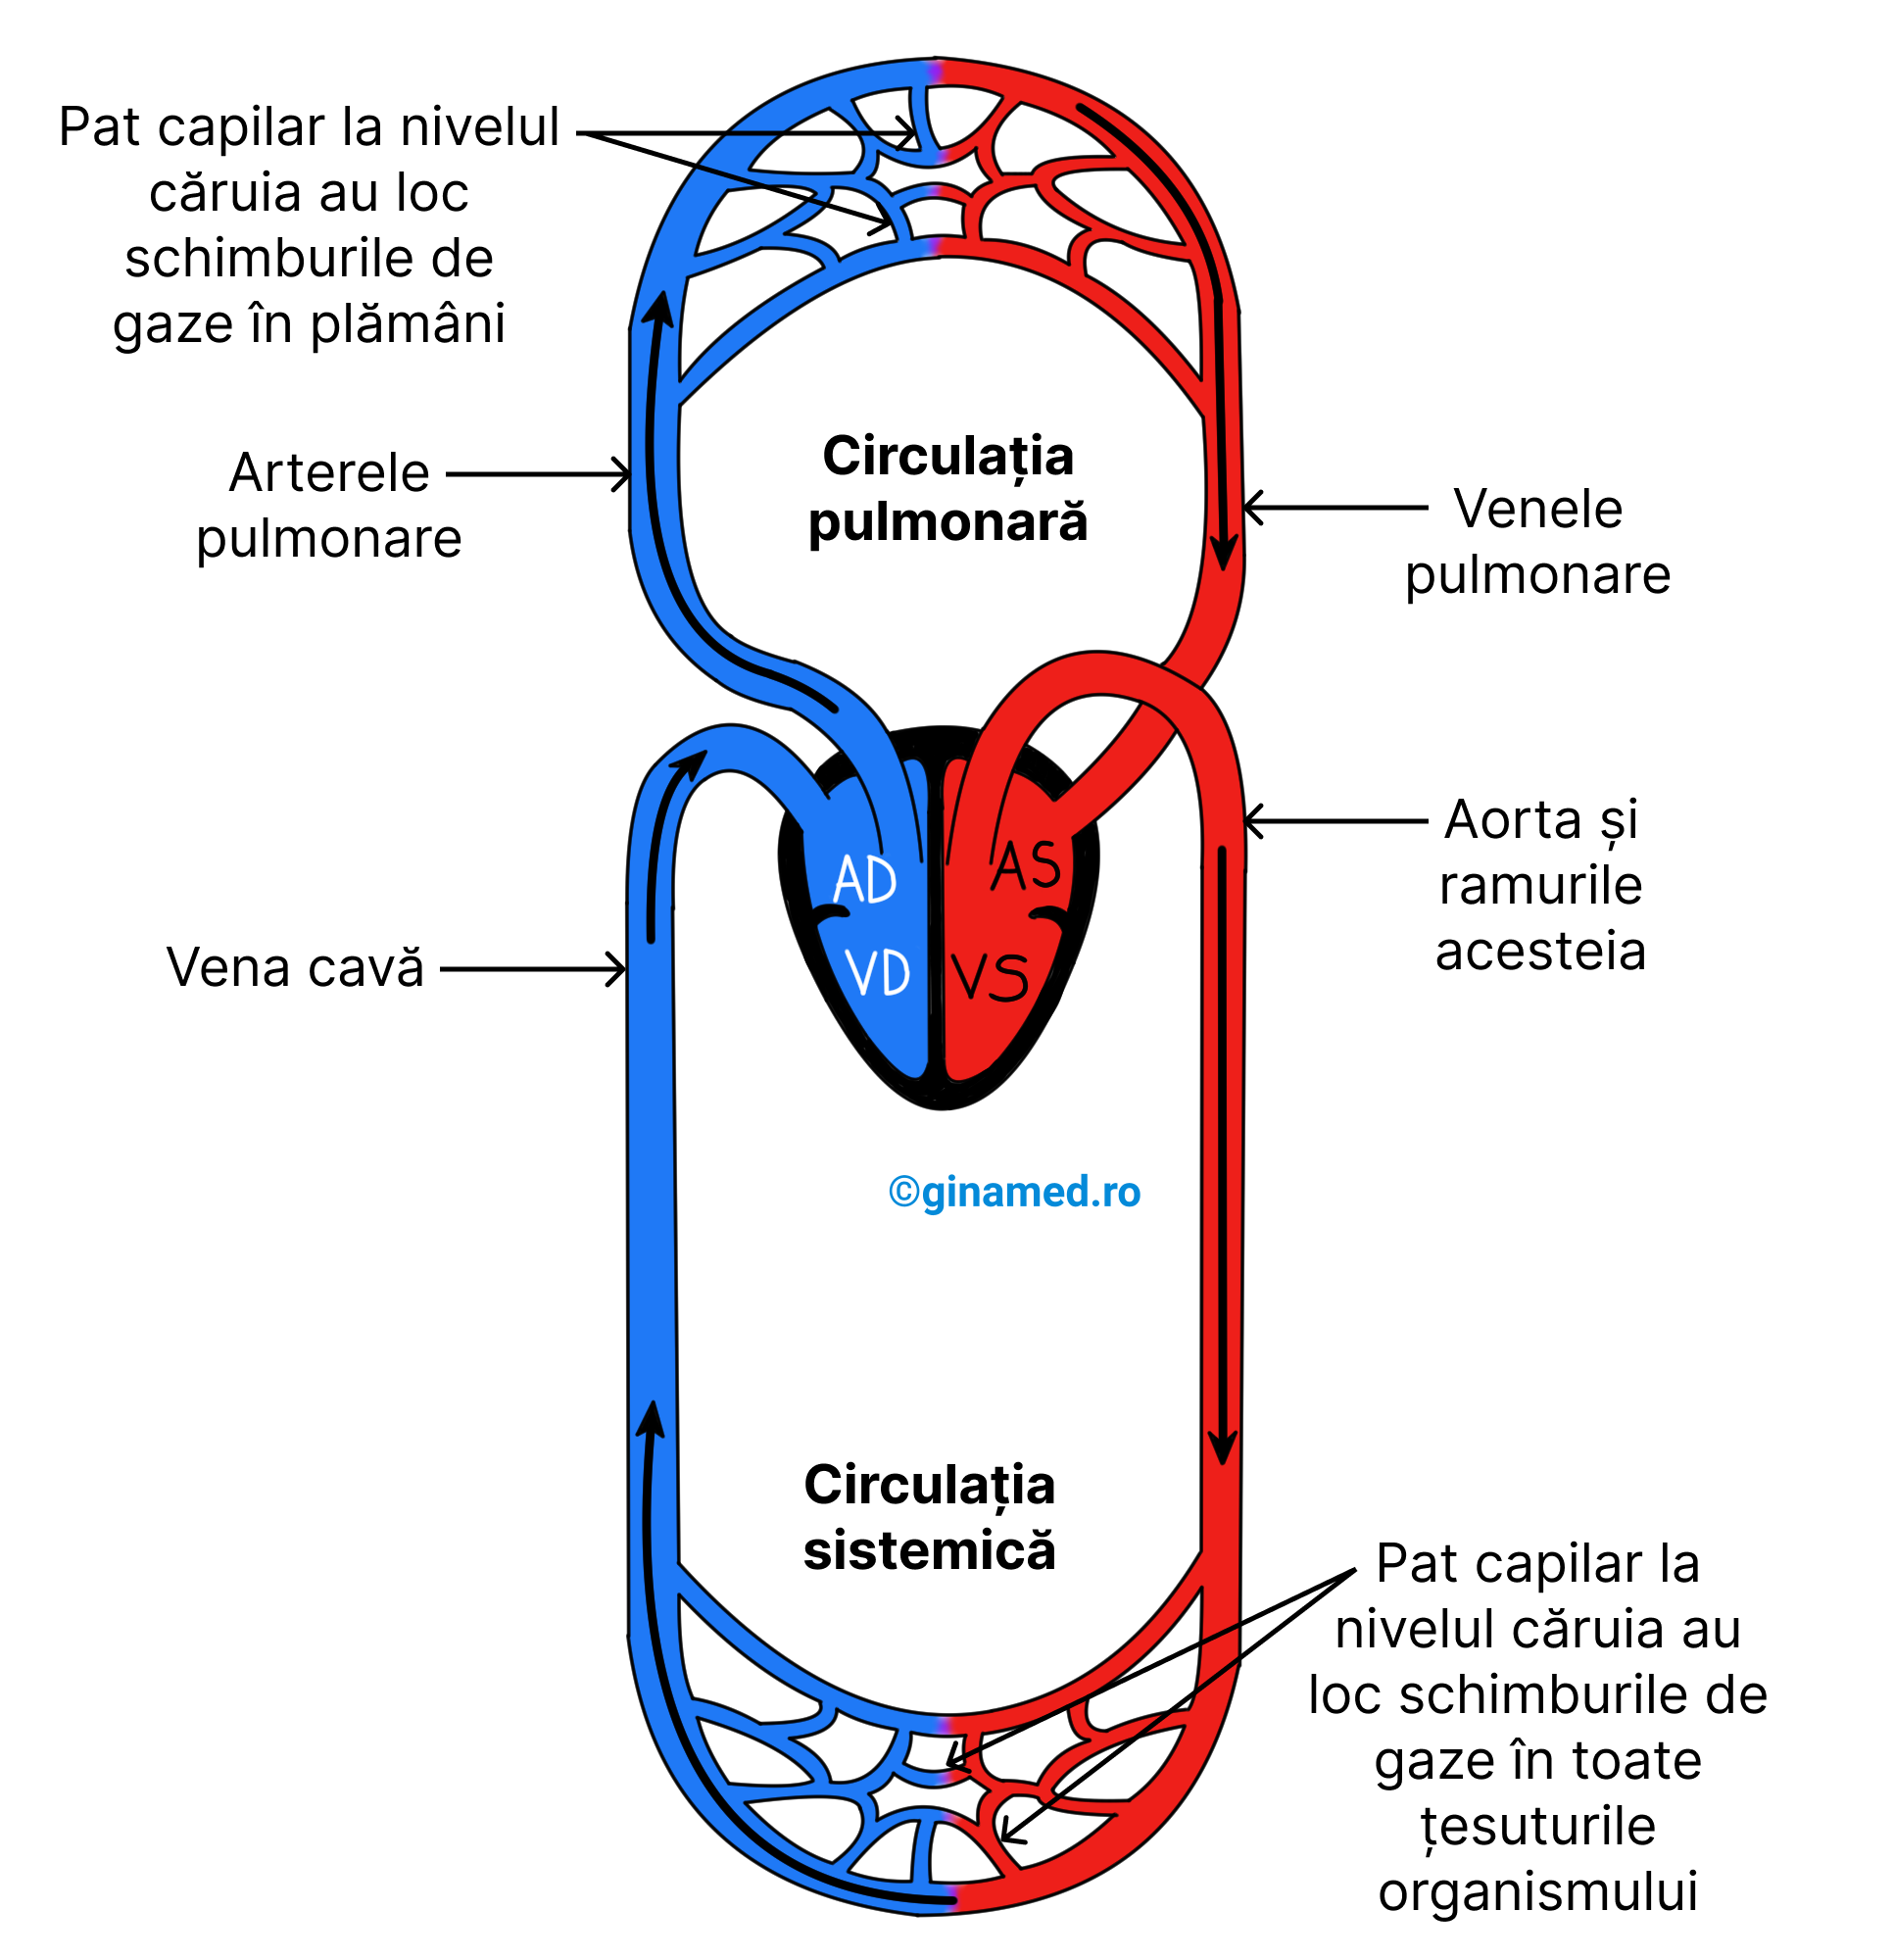 Pat capilar la nivelul
căruia au loc
schimburile de
gaze în plămâni
Circulația
pulmonară
Arterele
pulmonare
Venele
pulmonare
Aorta și
ramurile
acesteia
AD
AS
VD
VS
Vena cavă
©ginamed.ro
Circulația
sistemică
Pat capilar la
nivelul căruia au
loc schimburile de
gaze în toate
țesuturile
organismului